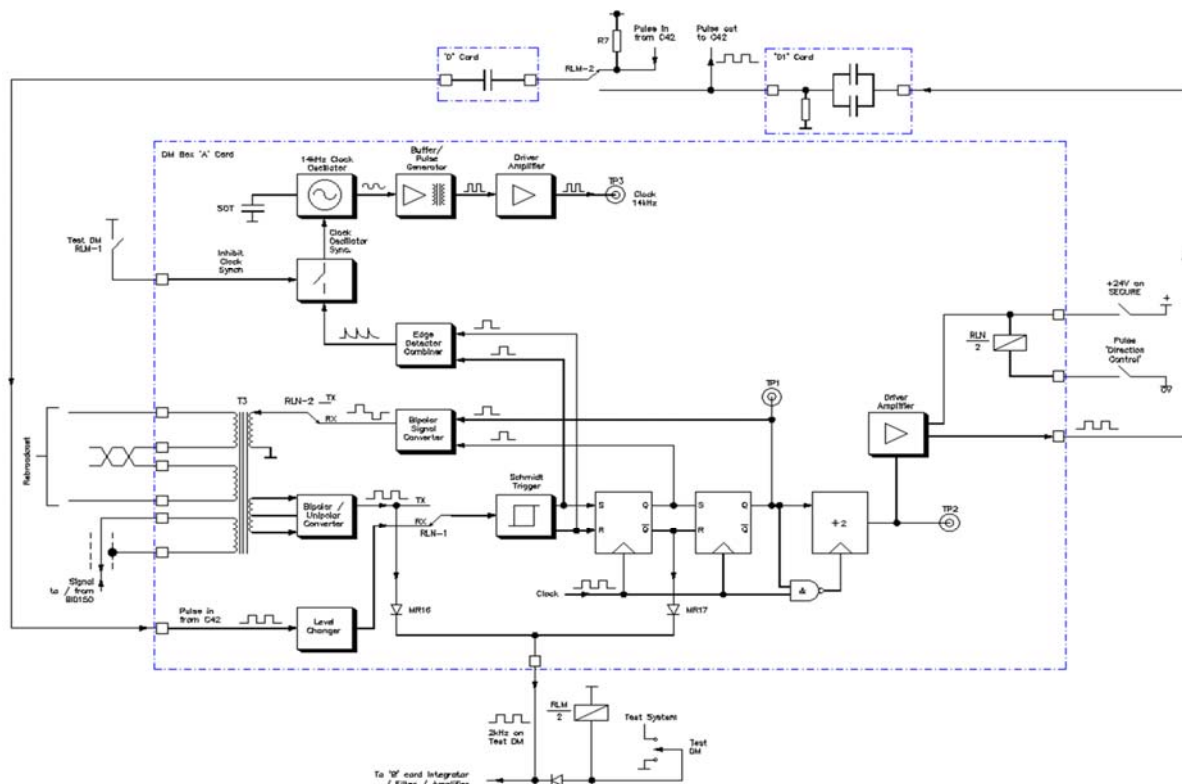 Pulse in
from C42
Pulse out
to C42
R7
"D" Card
RLM-2
"D1" Card
DM Box "A" Card
14kHz Clock
Oscillator
Buffer/
Pulse
Generator
Driver
Amplifier
TP3
Clock
14kHz
SOT
Test DM
RLM-1
Clock
Oscillator
Sync.
Inhibit
Clock
Synch
+24V on
SECURE
+
Edge
Detector
Combiner
RLN
2
Pulse
"Direction
Control"
0V
TP1
T3
RLN-2
TX
RX
Bipolar
Signal
Converter
Driver
Amplifier
Rebroadcast
Schmidt
Trigger
Bipolar /
Unipolar
Converter
TX
RX
RLN-1
S
Q
R
Q
S
Q
R
Q
÷2
TP2
Signal
to / from
BID150
Clock
&
MR16
MR17
Pulse in
from C42
Level
Changer
2kHz on
Test DM
RLM
2
Test System
Test
DM
To "B" card Integrator
/ Filter / Amplifier